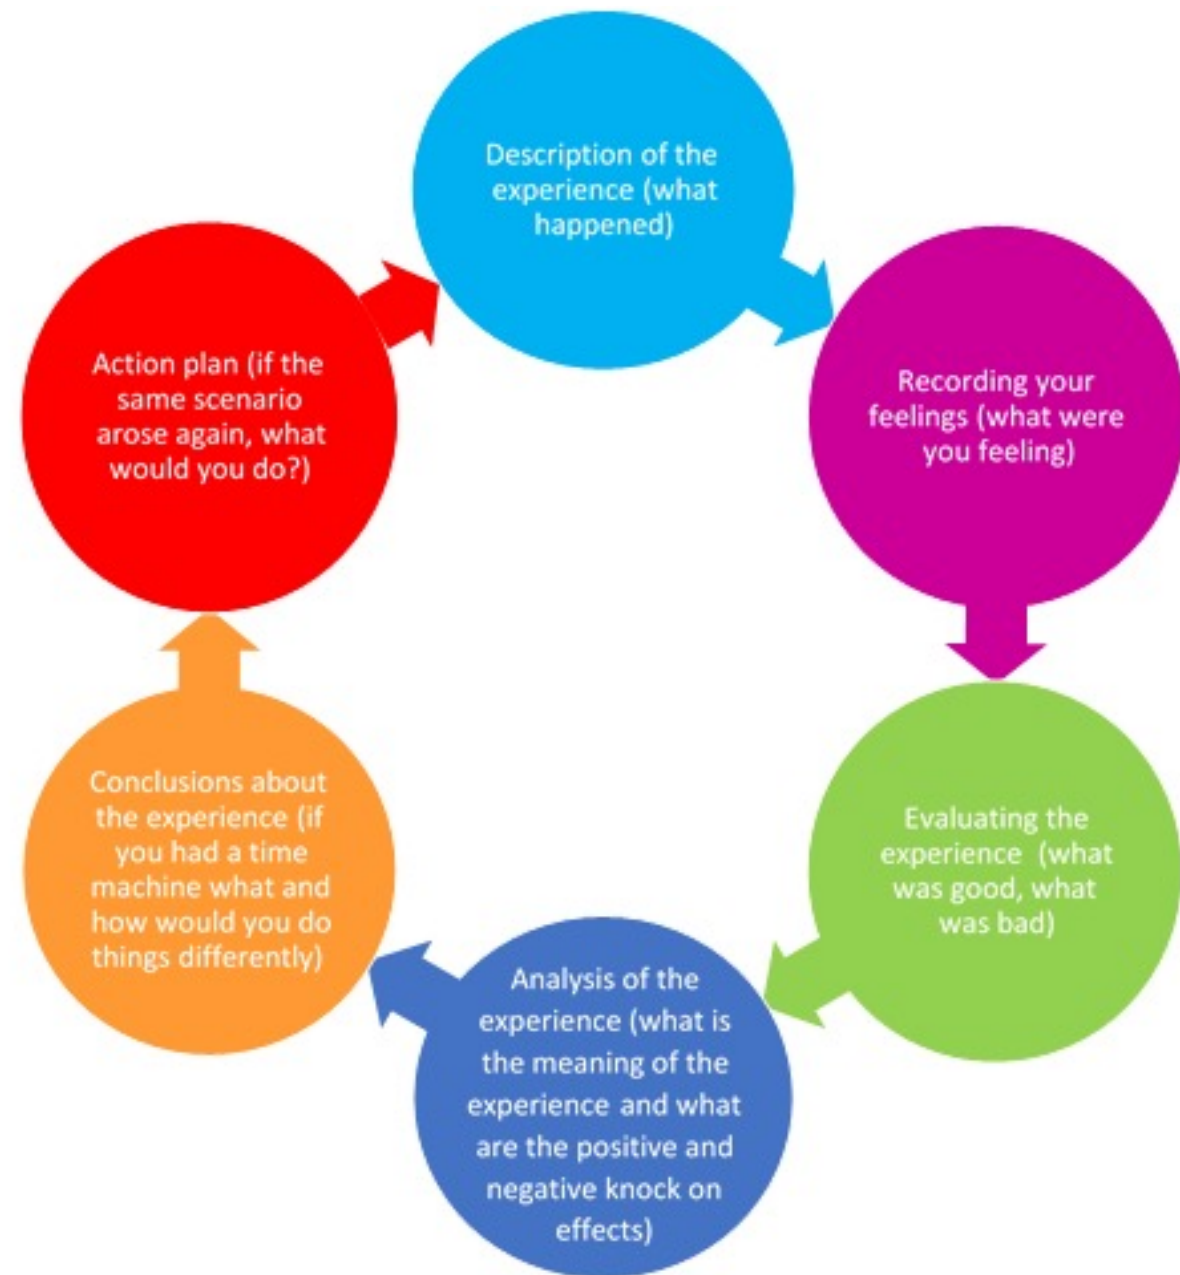 Description of the
experience (what
happened)
Recording your
feelings (what were
you feeling)
Evaluating the
experience  (what
was good, what
was bad)
Analysis of the
experience (what is
the meaning of the
experience and what
are the positive and
negative knock on
effects)
Conclusions about
the experience (if
you had a time
machine what and
how would you do
things differently)
Action plan (if the
same scenario
arose again, what
would you do?)